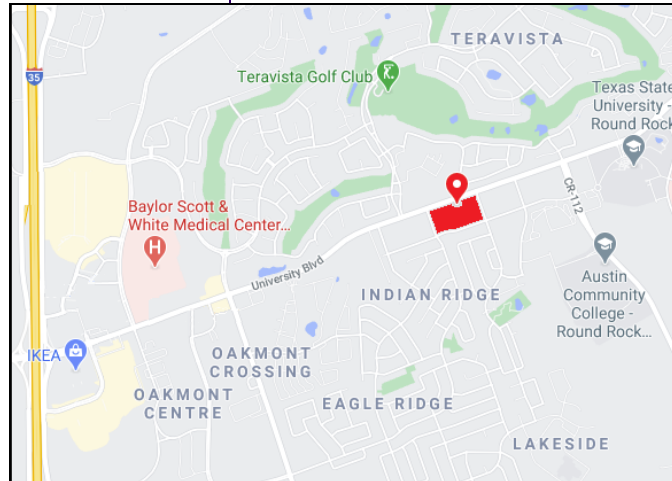 TERAVISTA
35
Teravista Golf Club
Texas State
University -
Round Rock
CR-112
Baylor Scott &
White Medical Center...
H
University Blvd
INDIAN RIDGE
Austin
Community
College -
Round Rock...
IKEA
OAKMONT
CROSSING
OAKMONT
CENTRE
EAGLE RIDGE
LAKESIDE